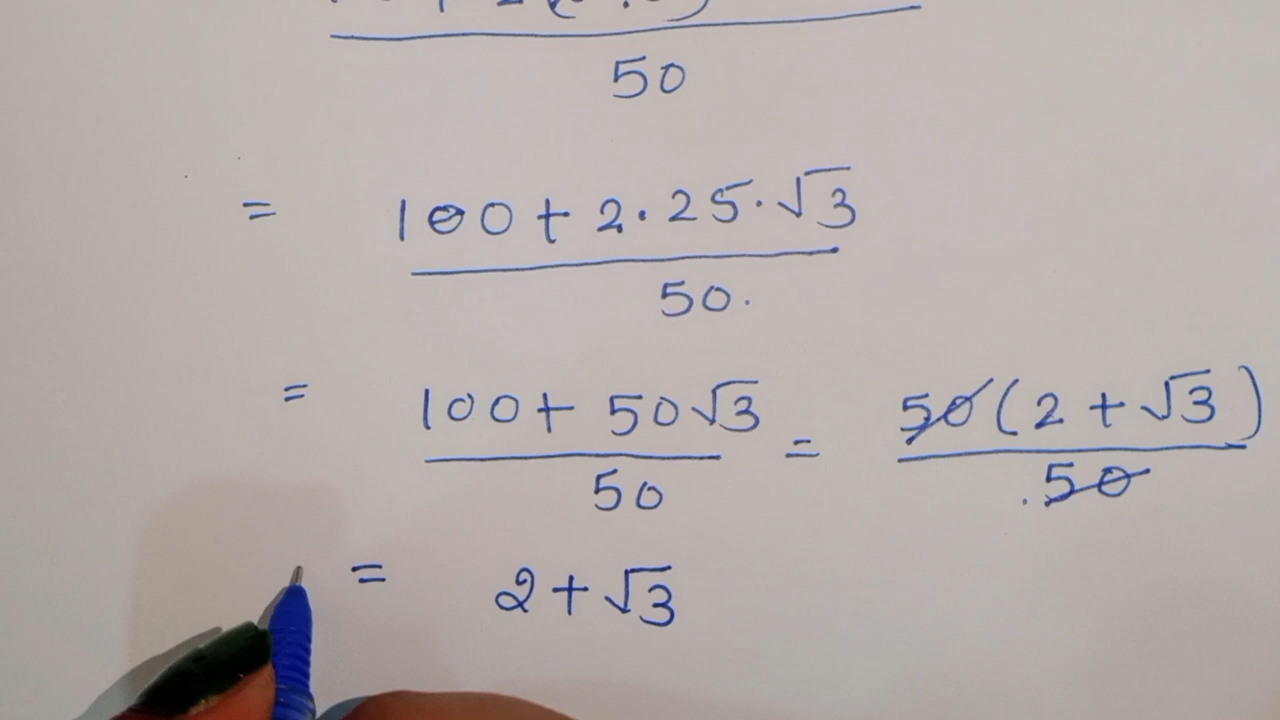 50
= 100 + 2·25·√3
50.
= 100 + 50√3 = 50(2 + √3)
50 .50
= 2 + √3